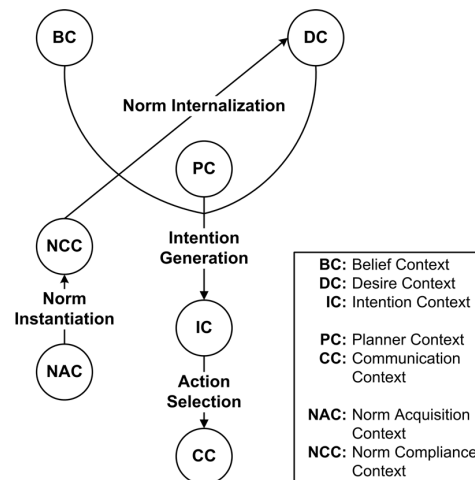 BC
DC
Norm Internalization
PC
NCC
Intention
Generation
Norm
Instantiation
IC
NAC
Action
Selection
CC
BC: Belief Context
DC: Desire Context
IC: Intention Context
PC: Planner Context
CC: Communication
Context
NAC: Norm Acquisition
Context
NCC: Norm Compliance
Context